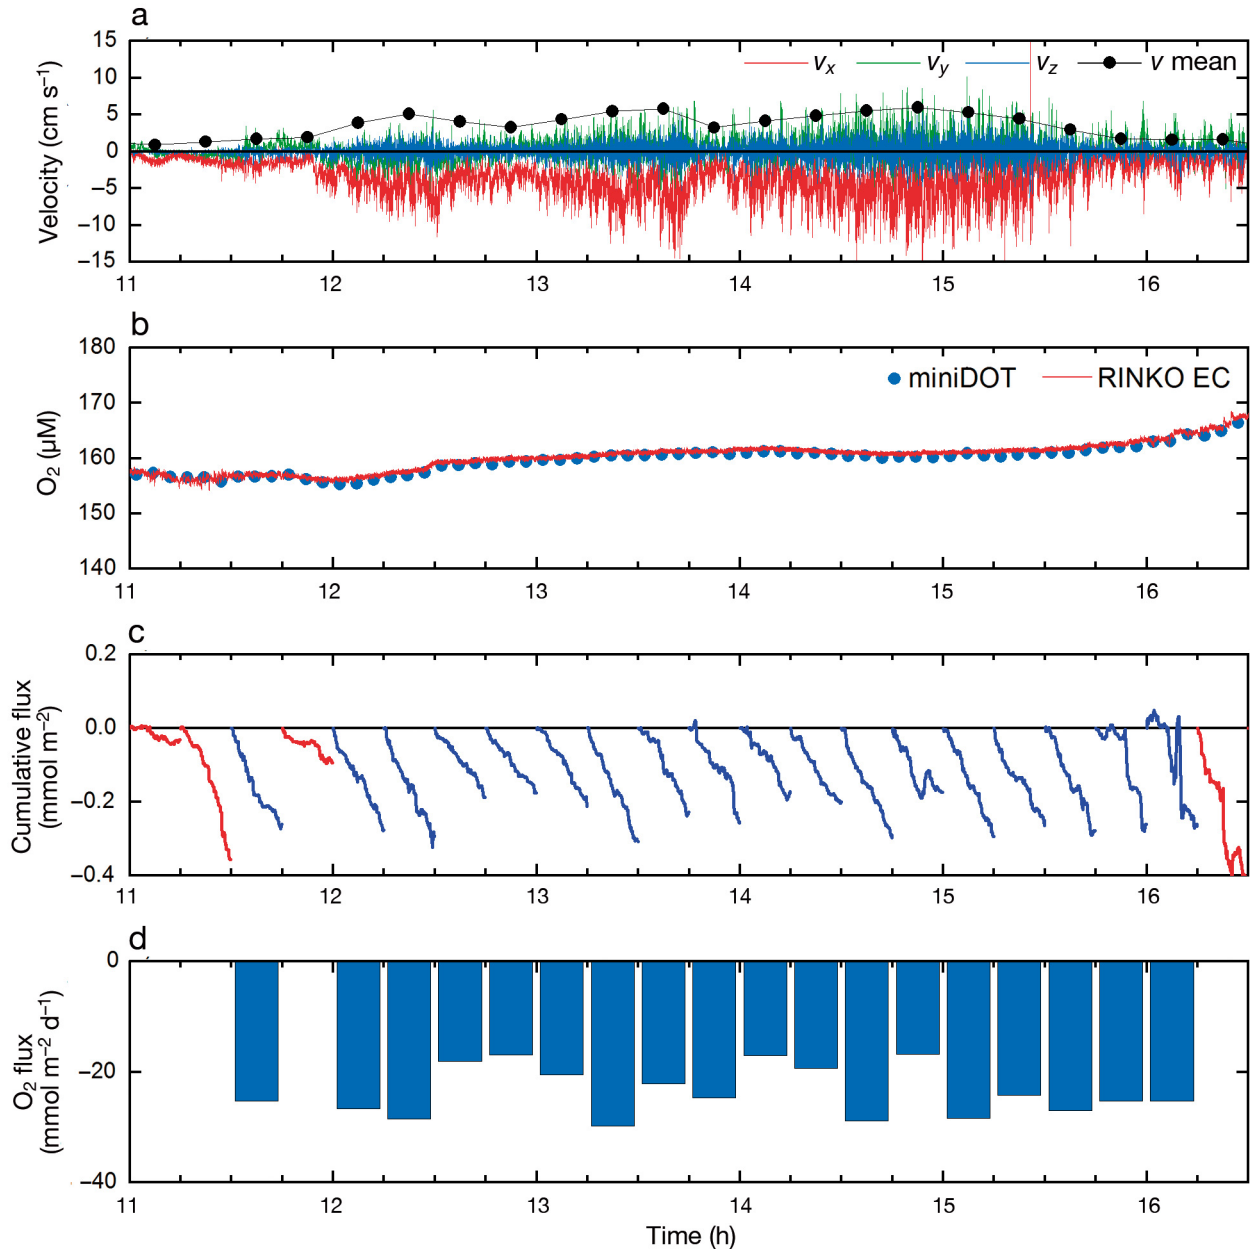 a
15
10
5
0
−5
−10
−15
Velocity (cm s⁻¹)
vₓ v_y v_z v mean
11 12 13 14 15 16
b
180
170
160
150
140
O₂ (µM)
miniDOT RINKO EC
11 12 13 14 15 16
c
0.2
0.0
−0.2
−0.4
Cumulative flux
(mmol m⁻²)
11 12 13 14 15 16
d
0
−20
−40
O₂ flux
(mmol m⁻² d⁻¹)
11 12 13 14 15 16
Time (h)